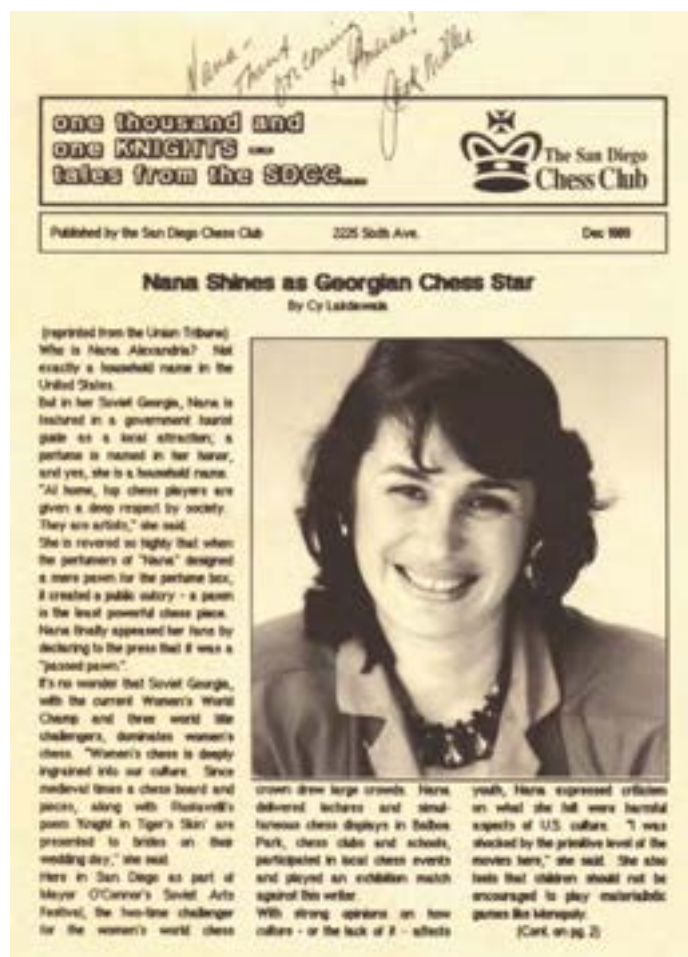 Nana -
Thank
for coming
to America!
Jack Miller
one thousand and
one KNIGHTS ---
tales from the SDCC....
The San Diego
Chess Club
Published by the San Diego Chess Club 2225 Sixth Ave. Dec 1989
Nana Shines as Georgian Chess Star
By Cy Lakdawala
(reprinted from the Union Tribune)
Who is Nana Alexandria? Not
exactly a household name in the
United States.
But in her Soviet Georgia, Nana is
featured in a government tourist
guide as a local attraction, a
perfume is named in her honor,
and yes, she is a household name.
"At home, top chess players are
given a deep respect by society.
They are artists," she said.
She is revered so highly that when
the perfumers of "Nana" designed
a mere pawn for the perfume box,
it created a public outcry - a pawn
is the least powerful chess piece.
Nana finally appeased her fans by
declaring to the press that it was a
"passed pawn".
It's no wonder that Soviet Georgia,
with the current Women's World
Champ and three world title
challengers, dominates women's
chess. "Women's chess is deeply
ingrained into our culture. Since
medieval times a chess board and
pieces, along with Rustavelli's
poem 'Knight in Tiger's Skin' are
presented to brides on their
wedding day," she said.
Here in San Diego as part of
Mayor O'Connor's Soviet Arts
Festival, the two-time challenger
for the women's world chess
crown drew large crowds. Nana
delivered lectures and simul-
taneous chess displays in Balboa
Park, chess clubs and schools,
participated in local chess events
and played an exhibition match
against this writer.
With strong opinions on how
culture - or the lack of it - affects
youth, Nana expressed criticism
on what she felt were harmful
aspects of U.S. culture. "I was
shocked by the primitive level of the
movies here," she said. She also
feels that children should not be
encouraged to play materialistic
games like Monopoly.
(Cont. on pg. 2)